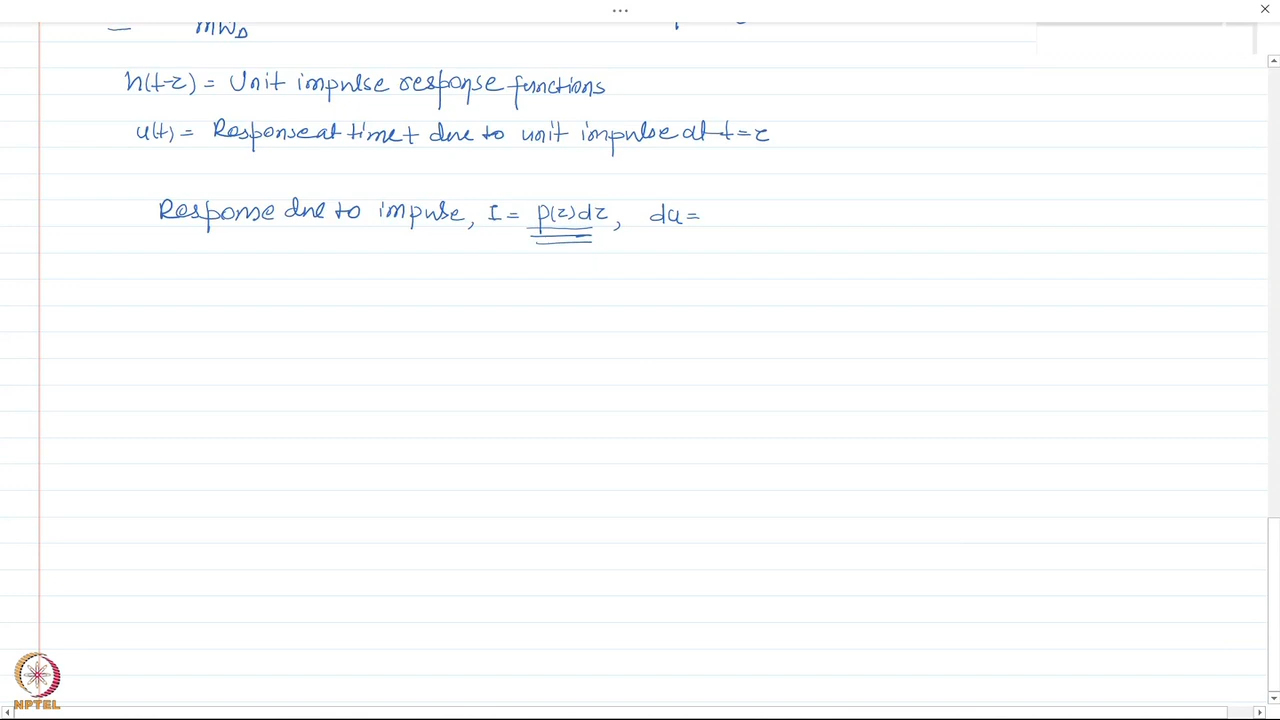 mωD
h(t-τ) = Unit impulse response functions
u(t) = Response at time t due to unit impulse at t=τ
Response due to impulse, I = p(τ)dτ, du=
NPTEL